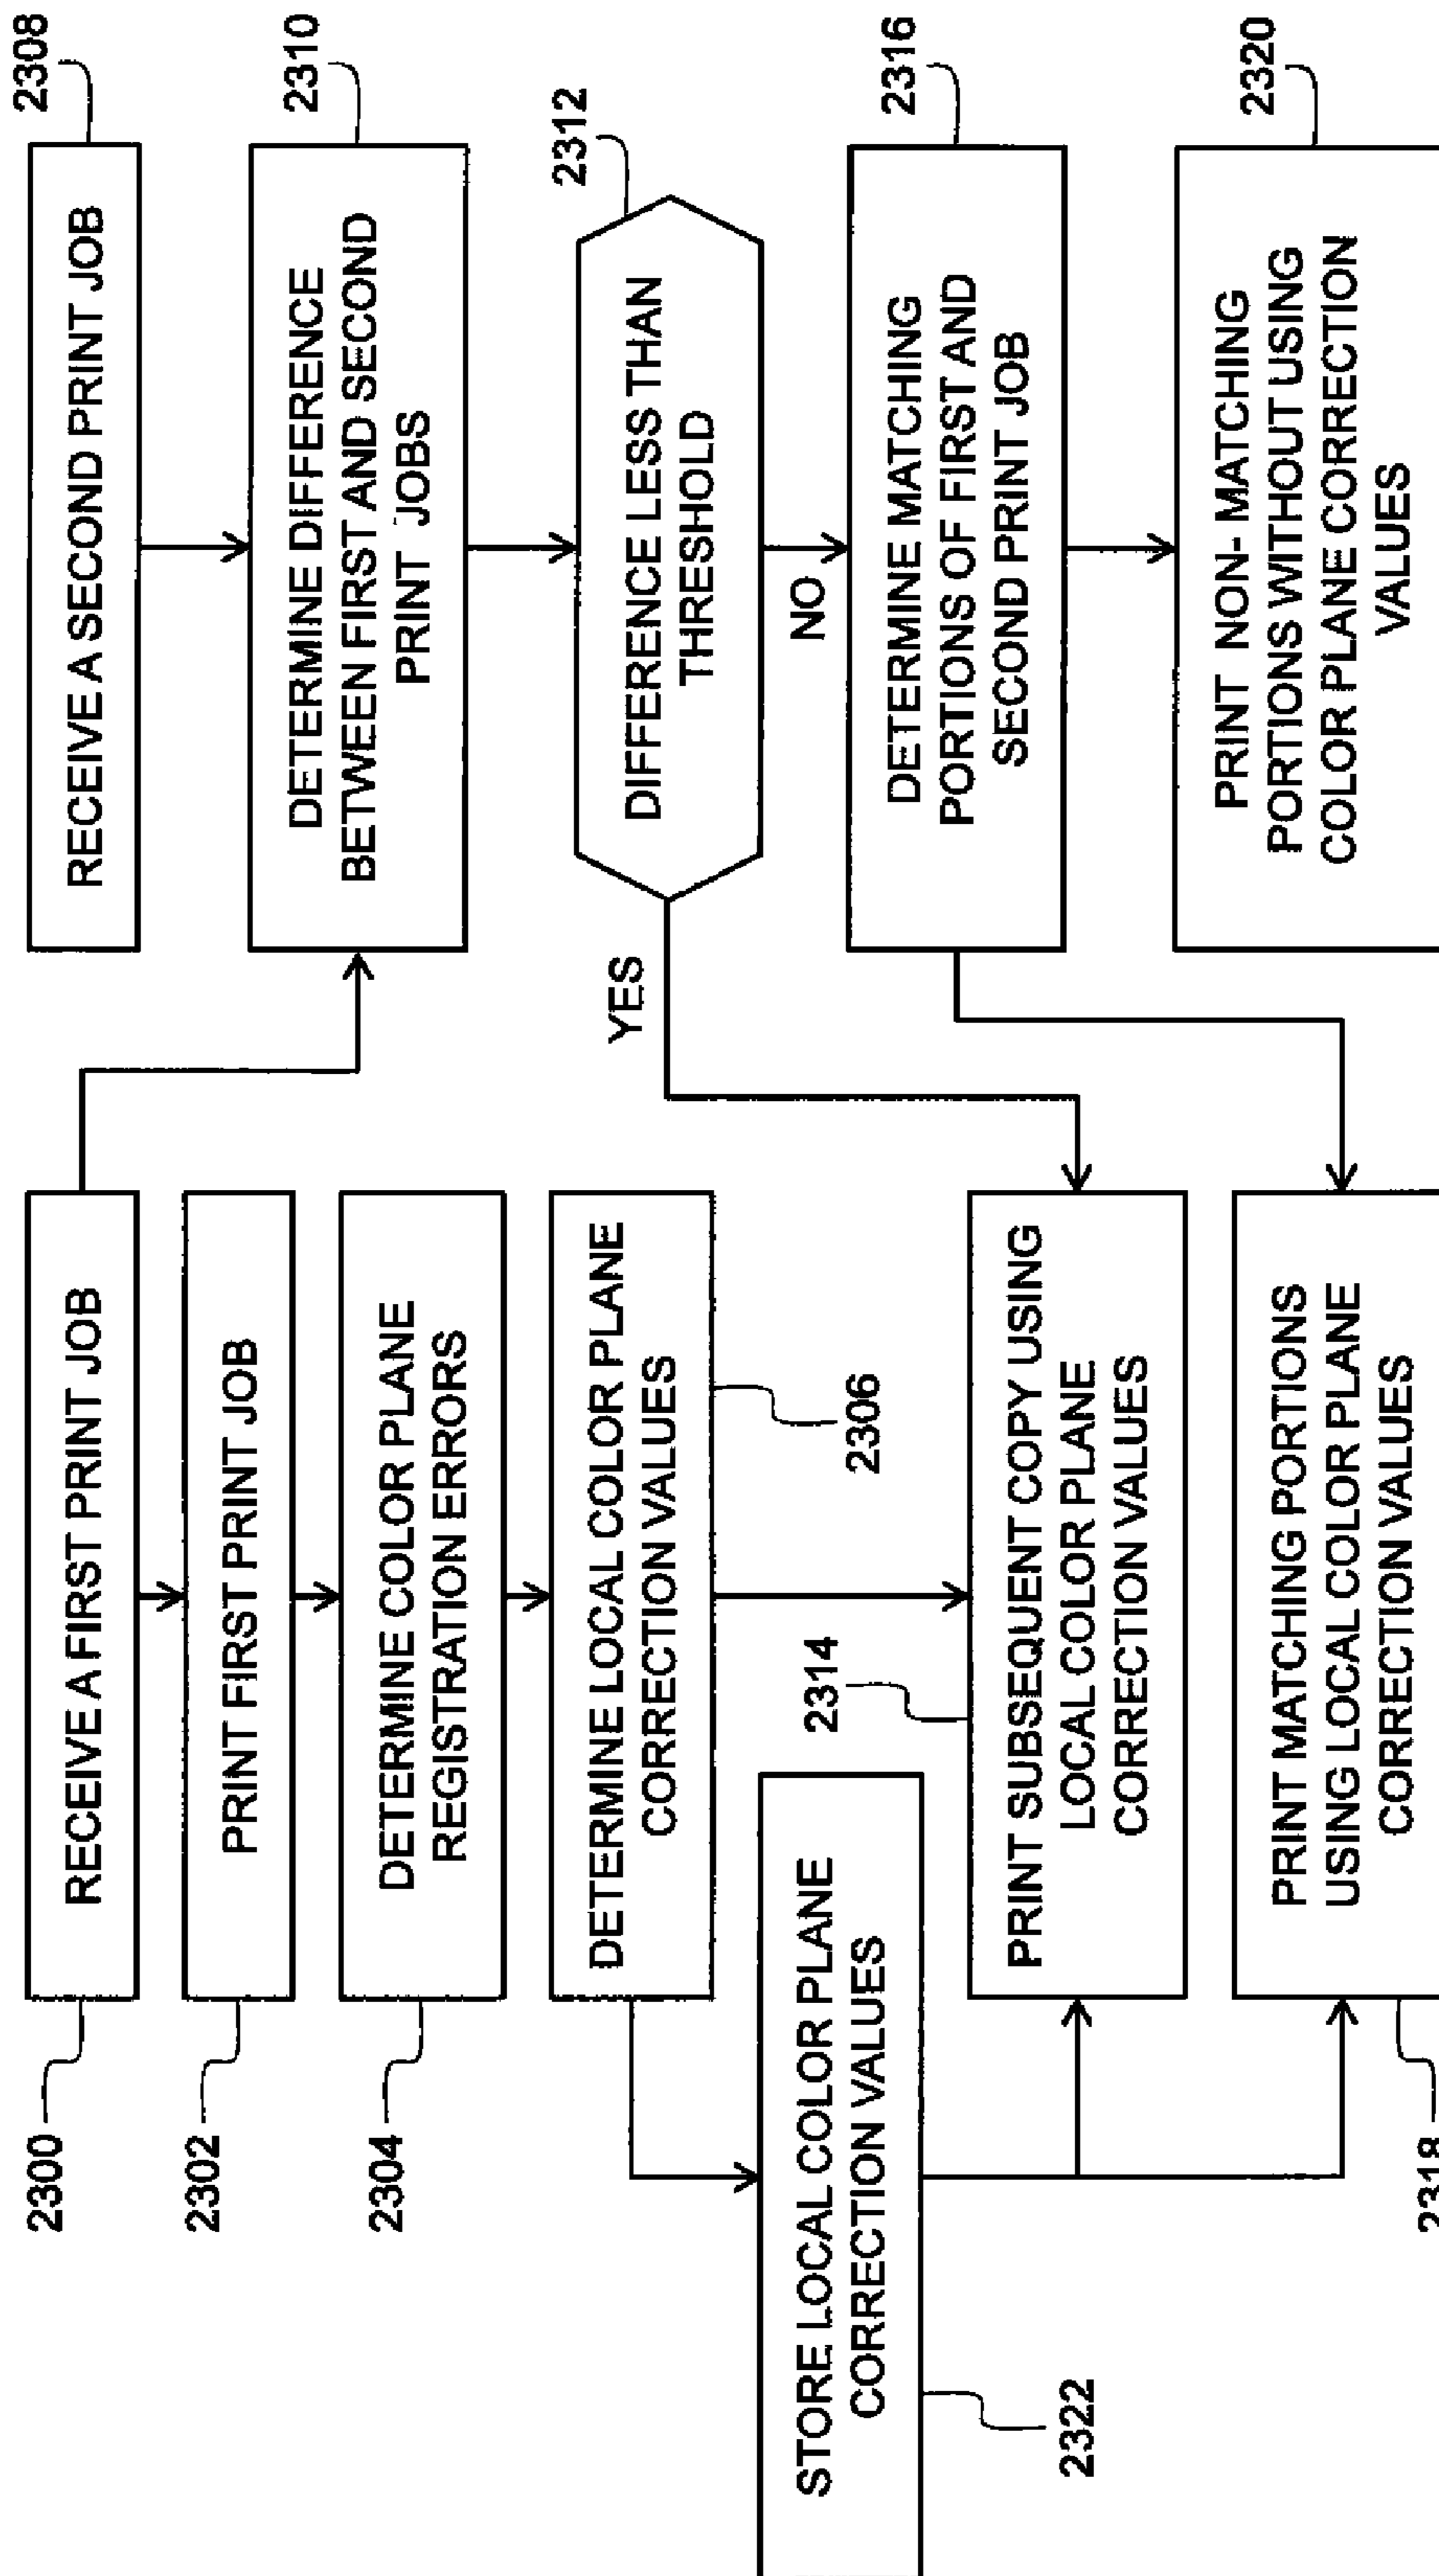 2300
RECEIVE A FIRST PRINT JOB
2302
PRINT FIRST PRINT JOB
2304
DETERMINE COLOR PLANE
REGISTRATION ERRORS
DETERMINE LOCAL COLOR PLANE
CORRECTION VALUES
2306
STORE LOCAL COLOR PLANE
CORRECTION VALUES
2322
2314
PRINT SUBSEQUENT COPY USING
LOCAL COLOR PLANE
CORRECTION VALUES
PRINT MATCHING PORTIONS
USING LOCAL COLOR PLANE
CORRECTION VALUES
2318
RECEIVE A SECOND PRINT JOB
2308
DETERMINE DIFFERENCE
BETWEEN FIRST AND SECOND
PRINT JOBS
2310
DIFFERENCE LESS THAN
THRESHOLD
2312
YES
NO
DETERMINE MATCHING
PORTIONS OF FIRST AND
SECOND PRINT JOB
2316
PRINT NON- MATCHING
PORTIONS WITHOUT USING
COLOR PLANE CORRECTION
VALUES
2320